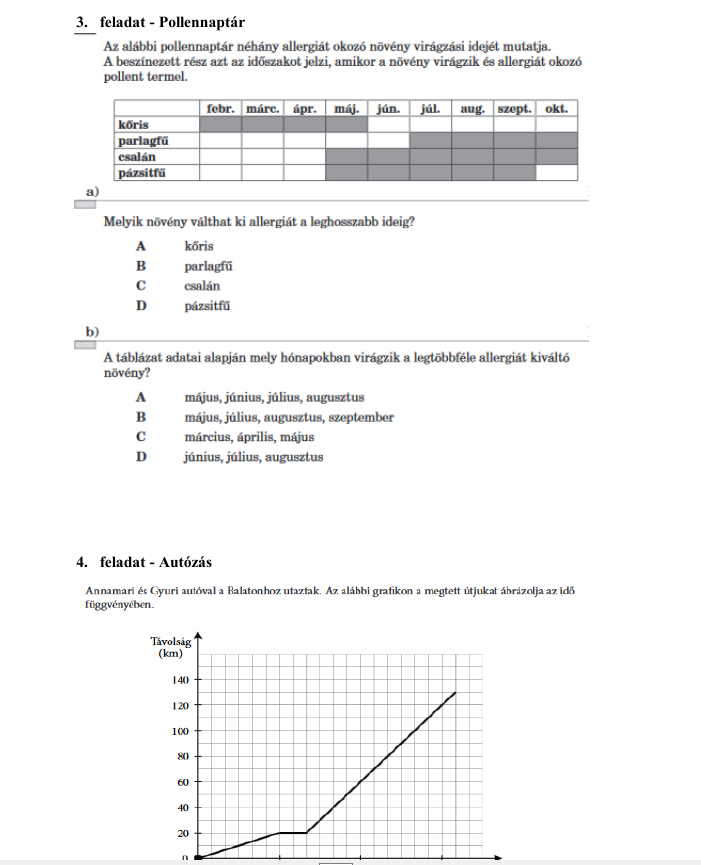 3. feladat - Pollennaptár
Az alábbi pollennaptár néhány allergiát okozó növény virágzási idejét mutatja.
A beszínezett rész azt az időszakot jelzi, amikor a növény virágzik és allergiát okozó
pollent termel.
febr. márc. ápr. máj. jún. júl. aug. szept. okt.
kőris
parlagfű
csalán
pázsitfű
a)
Melyik növény válthat ki allergiát a leghosszabb ideig?
A kőris
B parlagfű
C csalán
D pázsitfű
b)
A táblázat adatai alapján mely hónapokban virágzik a legtöbbféle allergiát kiváltó
növény?
A május, június, július, augusztus
B május, július, augusztus, szeptember
C március, április, május
D június, július, augusztus
4. feladat - Autózás
Annamari és Gyuri autóval a Balatonhoz utaztak. Az alábbi grafikon a megtett útjukat ábrázolja az idő
függvényében.
Távolság
(km)
140
120
100
80
60
40
20
0